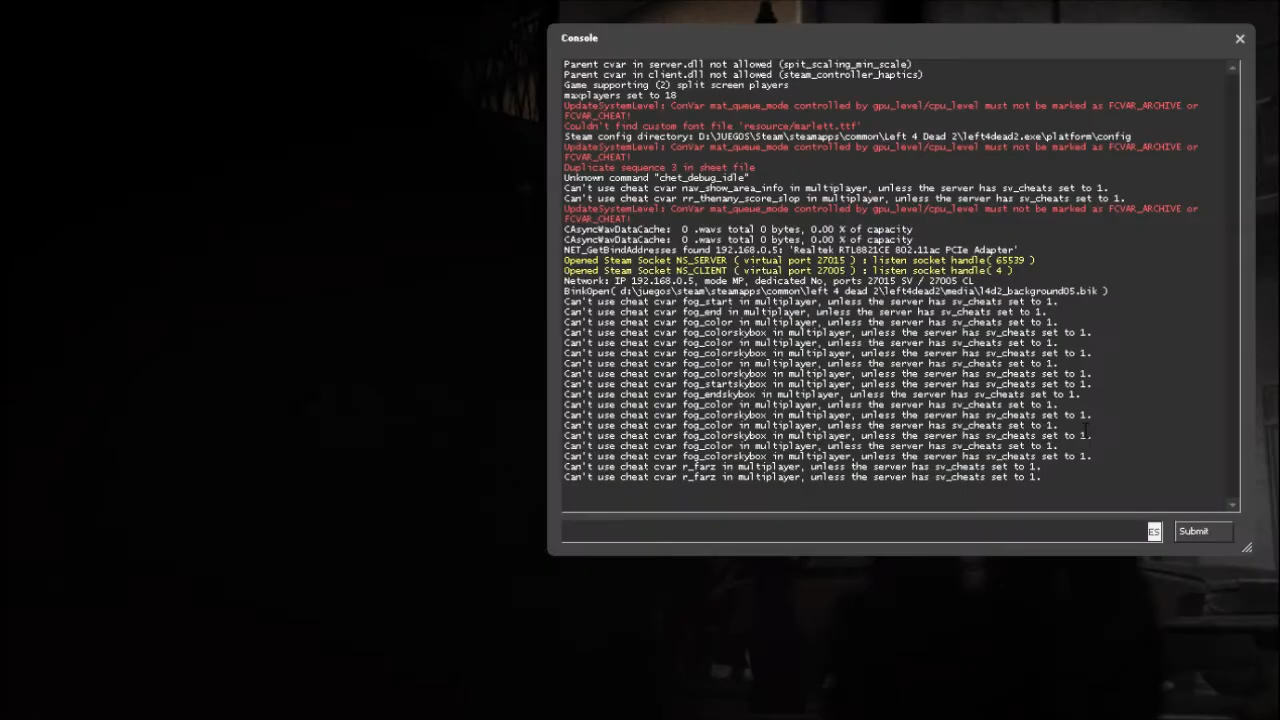 Console
Parent cvar in server.dll not allowed (spit_scaling_min_scale)
Parent cvar in client.dll not allowed (steam_controller_haptics)
Game supporting (2) split screen players
maxplayers set to 18
UpdateSystemLevel: ConVar mat_queue_mode controlled by gpu_level/cpu_level must not be marked as FCVAR_ARCHIVE or
FCVAR_CHEAT!
Couldn't find custom font file 'resource/marlett.ttf'
Steam config directory: D:\JUEGOS\Steam\steamapps\common\Left 4 Dead 2\left4dead2.exe\platform\config
UpdateSystemLevel: ConVar mat_queue_mode controlled by gpu_level/cpu_level must not be marked as FCVAR_ARCHIVE or
FCVAR_CHEAT!
Duplicate sequence 3 in sheet file
Unknown command "chet_debug_idle"
Can't use cheat cvar nav_show_area_info in multiplayer, unless the server has sv_cheats set to 1.
Can't use cheat cvar rr_thenany_score_slop in multiplayer, unless the server has sv_cheats set to 1.
UpdateSystemLevel: ConVar mat_queue_mode controlled by gpu_level/cpu_level must not be marked as FCVAR_ARCHIVE or
FCVAR_CHEAT!
CAsyncWavDataCache:  0 .wavs total 0 bytes, 0.00 % of capacity
CAsyncWavDataCache:  0 .wavs total 0 bytes, 0.00 % of capacity
NET_GetBindAddresses found 192.168.0.5: 'Realtek RTL8821CE 802.11ac PCIe Adapter'
Opened Steam Socket NS_SERVER ( virtual port 27015 ) : listen socket handle( 65539 )
Opened Steam Socket NS_CLIENT ( virtual port 27005 ) : listen socket handle( 4 )
Network: IP 192.168.0.5, mode MP, dedicated No, ports 27015 SV / 27005 CL
BinkOpen( d:\juegos\steam\steamapps\common\left 4 dead 2\left4dead2\media\l4d2_background05.bik )
Can't use cheat cvar fog_start in multiplayer, unless the server has sv_cheats set to 1.
Can't use cheat cvar fog_end in multiplayer, unless the server has sv_cheats set to 1.
Can't use cheat cvar fog_color in multiplayer, unless the server has sv_cheats set to 1.
Can't use cheat cvar fog_colorskybox in multiplayer, unless the server has sv_cheats set to 1.
Can't use cheat cvar fog_color in multiplayer, unless the server has sv_cheats set to 1.
Can't use cheat cvar fog_colorskybox in multiplayer, unless the server has sv_cheats set to 1.
Can't use cheat cvar fog_color in multiplayer, unless the server has sv_cheats set to 1.
Can't use cheat cvar fog_colorskybox in multiplayer, unless the server has sv_cheats set to 1.
Can't use cheat cvar fog_startskybox in multiplayer, unless the server has sv_cheats set to 1.
Can't use cheat cvar fog_endskybox in multiplayer, unless the server has sv_cheats set to 1.
Can't use cheat cvar fog_color in multiplayer, unless the server has sv_cheats set to 1.
Can't use cheat cvar fog_colorskybox in multiplayer, unless the server has sv_cheats set to 1.
Can't use cheat cvar fog_color in multiplayer, unless the server has sv_cheats set to 1.
Can't use cheat cvar fog_colorskybox in multiplayer, unless the server has sv_cheats set to 1.
Can't use cheat cvar fog_color in multiplayer, unless the server has sv_cheats set to 1.
Can't use cheat cvar fog_colorskybox in multiplayer, unless the server has sv_cheats set to 1.
Can't use cheat cvar r_farz in multiplayer, unless the server has sv_cheats set to 1.
Can't use cheat cvar r_farz in multiplayer, unless the server has sv_cheats set to 1.
ES
Submit